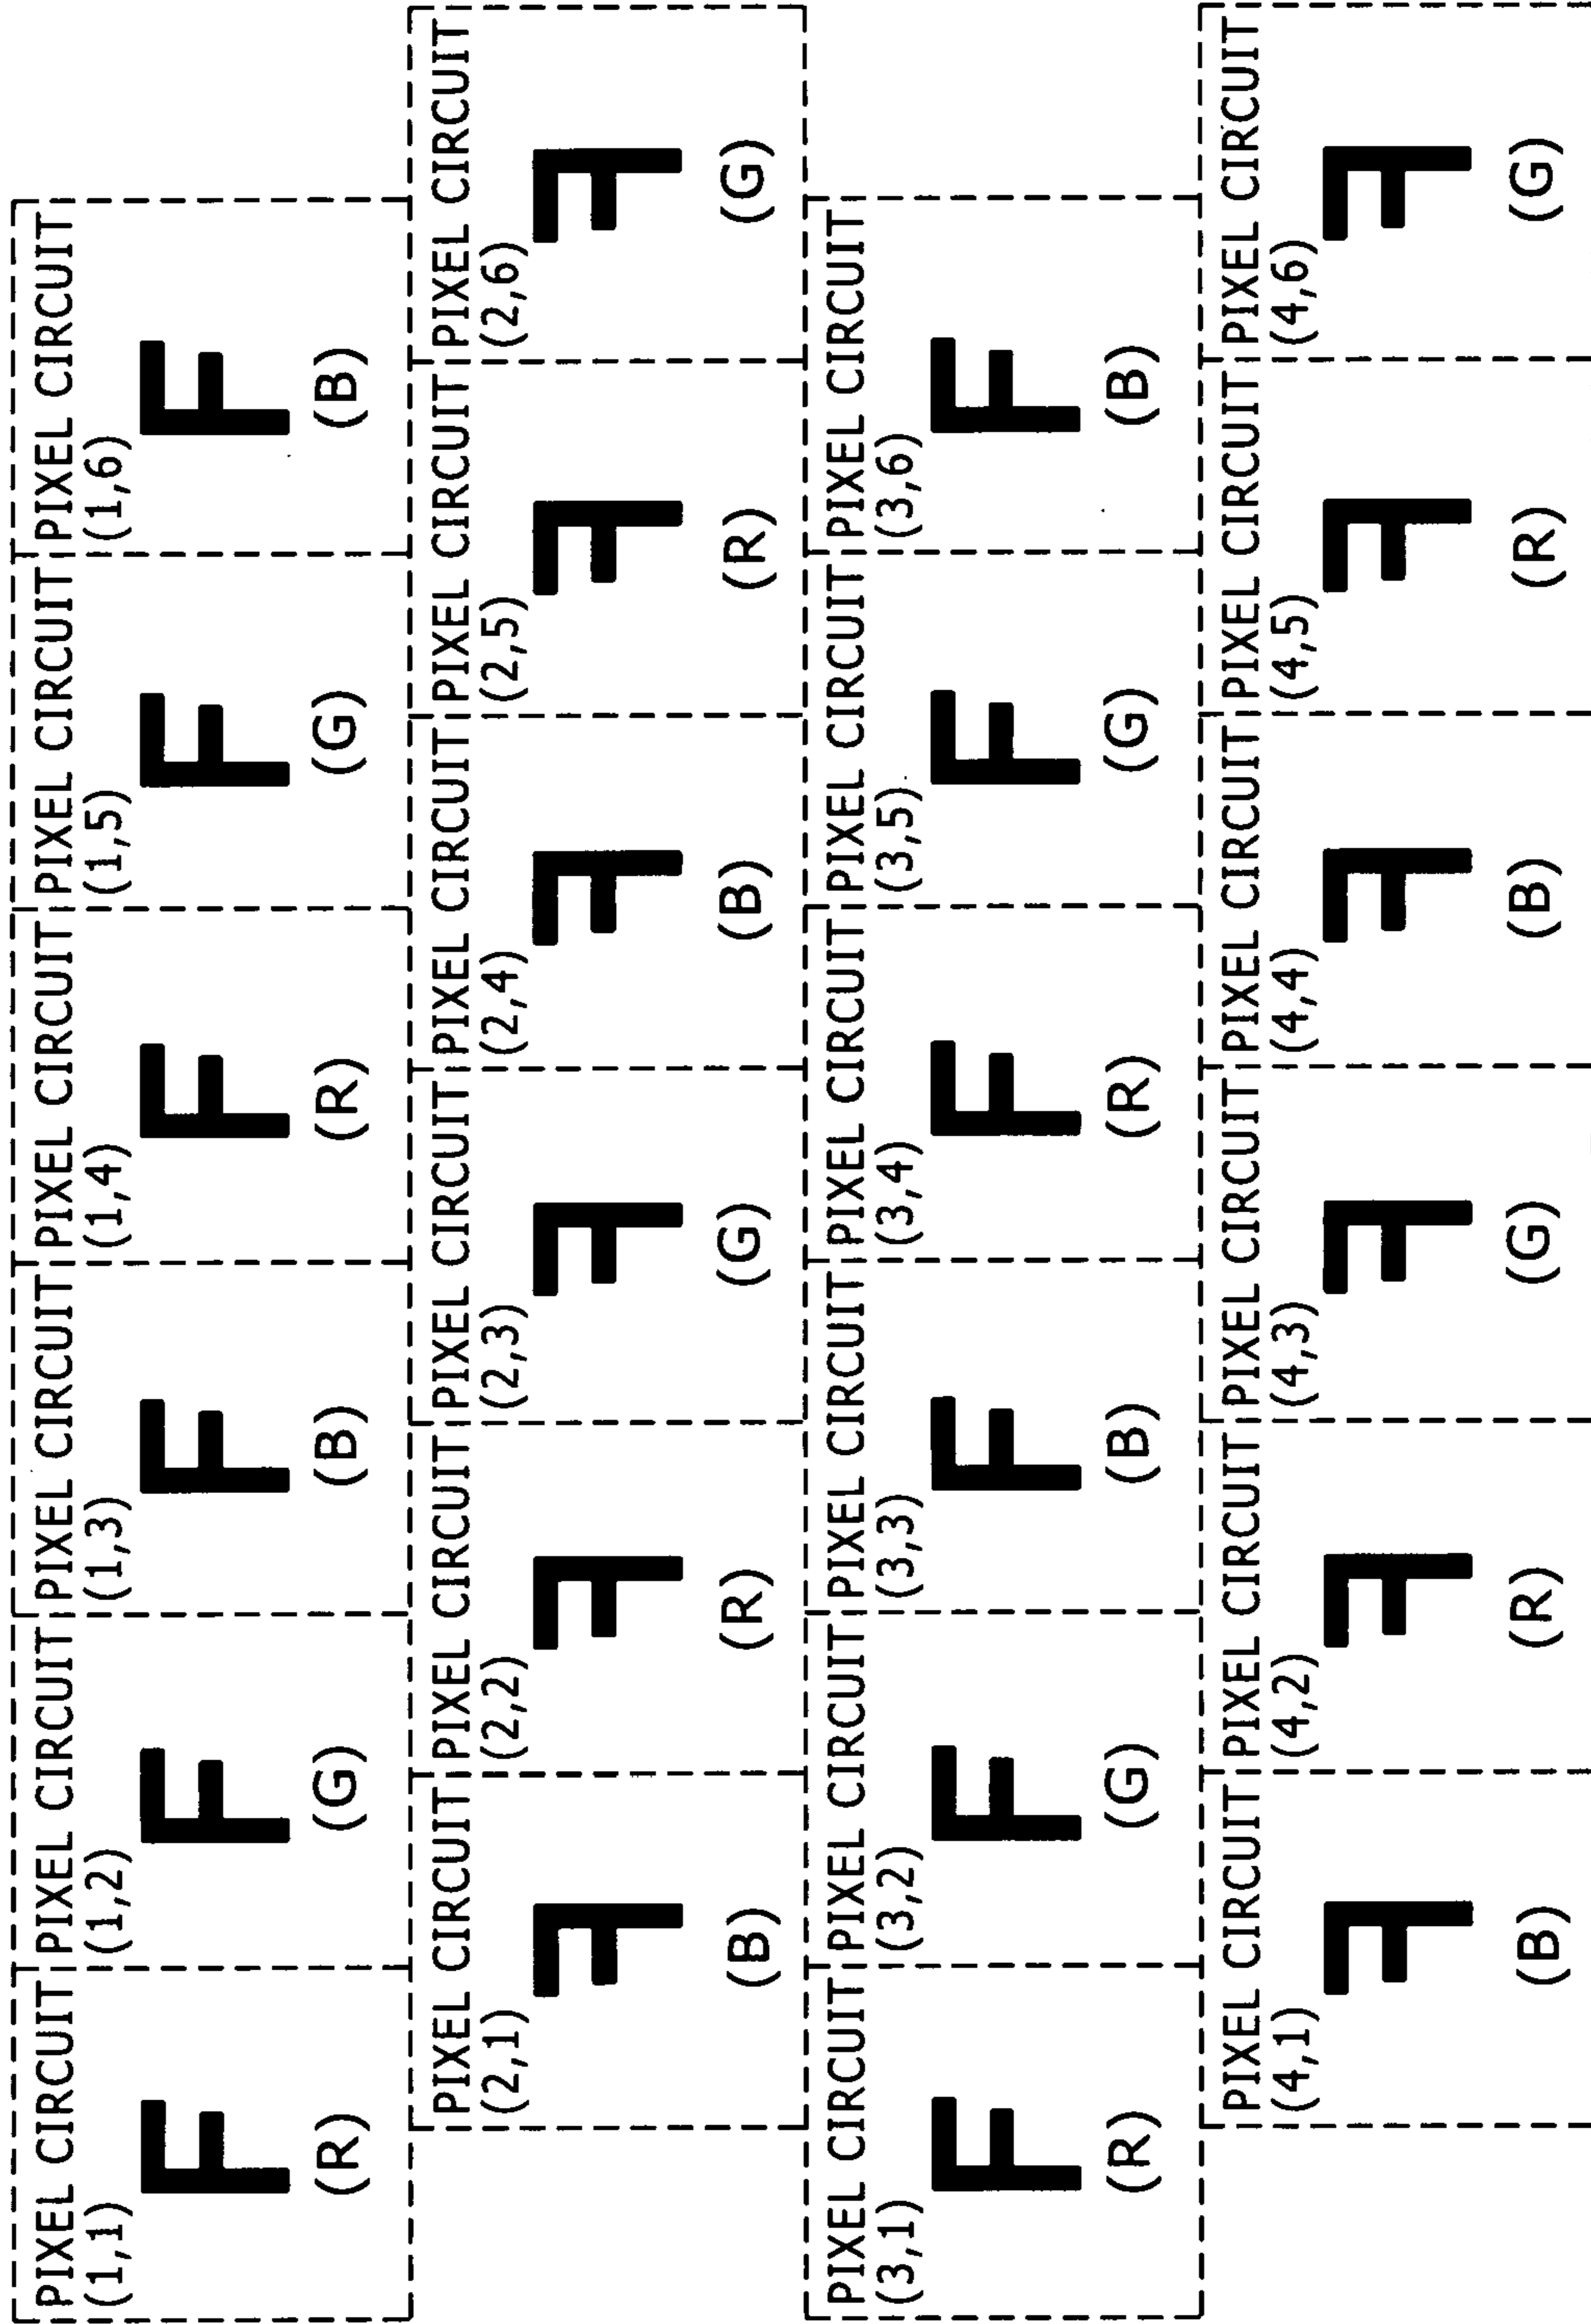 PIXEL CIRCUIT PIXEL CIRCUIT PIXEL CIRCUIT PIXEL CIRCUIT PIXEL CIRCUIT PIXEL CIRCUIT
(1,1) (1,2) (1,3) (1,4) (1,5) (1,6)
F F F F F F
(R) (G) (B) (R) (G) (B)
PIXEL CIRCUIT PIXEL CIRCUIT PIXEL CIRCUIT PIXEL CIRCUIT PIXEL CIRCUIT PIXEL CIRCUIT
(2,1) (2,2) (2,3) (2,4) (2,5) (2,6)
ꟻ ꟻ ꟻ ꟻ ꟻ ꟻ
(B) (R) (G) (B) (R) (G)
PIXEL CIRCUIT PIXEL CIRCUIT PIXEL CIRCUIT PIXEL CIRCUIT PIXEL CIRCUIT PIXEL CIRCUIT
(3,1) (3,2) (3,3) (3,4) (3,5) (3,6)
F F F F F F
(R) (G) (B) (R) (G) (B)
PIXEL CIRCUIT PIXEL CIRCUIT PIXEL CIRCUIT PIXEL CIRCUIT PIXEL CIRCUIT PIXEL CIRCUIT
(4,1) (4,2) (4,3) (4,4) (4,5) (4,6)
ꟻ ꟻ ꟻ ꟻ ꟻ ꟻ
(B) (R) (G) (B) (R) (G)